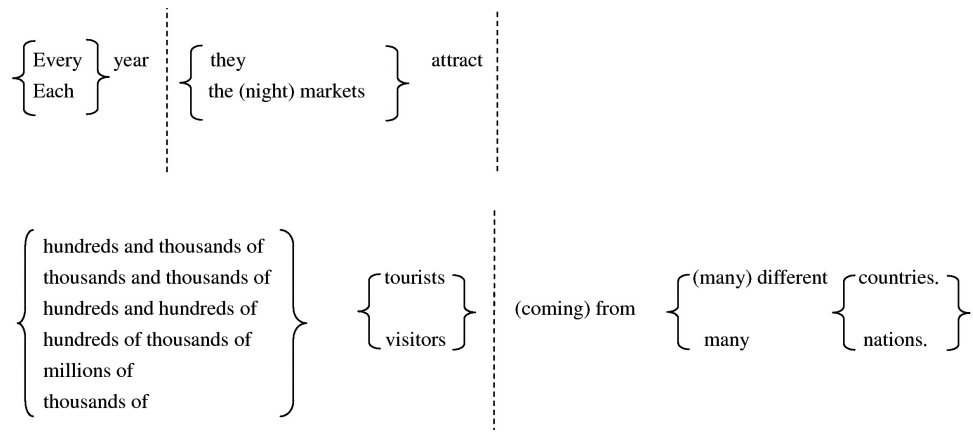 Every year they attract
Each the (night) markets
hundreds and thousands of
thousands and thousands of tourists (many) different countries.
hundreds and hundreds of (coming) from
hundreds of thousands of visitors many nations.
millions of
thousands of